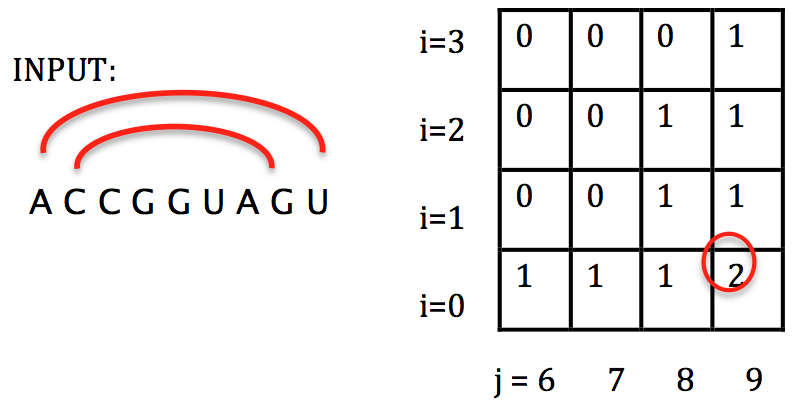 INPUT:
A C C G G U A G U
i=3 0 0 0 1
i=2 0 0 1 1
i=1 0 0 1 1
i=0 1 1 1 2
j = 6 7 8 9